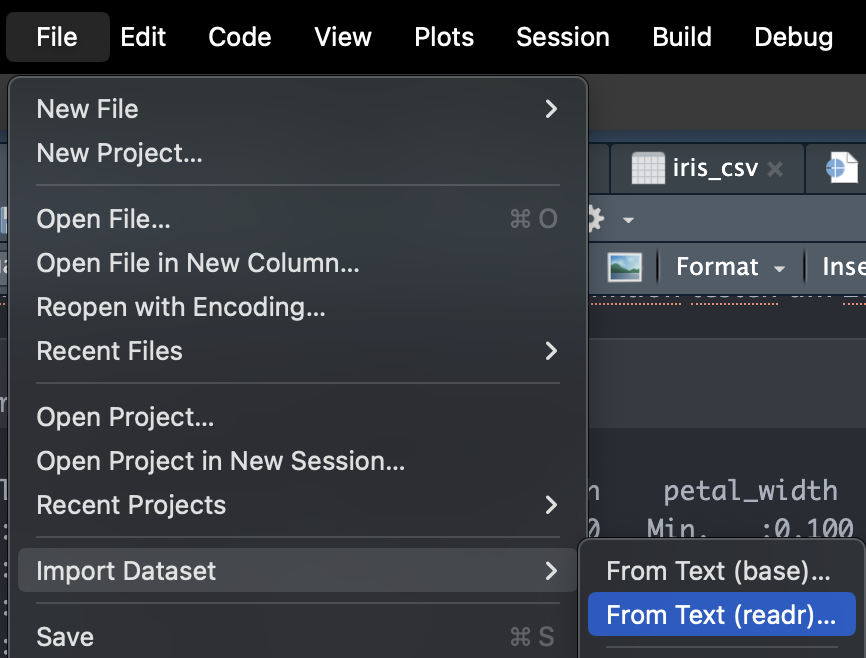 File Edit Code View Plots Session Build Debug
New File
New Project...
iris_csv
Open File... ⌘ O
Open File in New Column...
Format
Reopen with Encoding...
Recent Files
Open Project...
Open Project in New Session...
petal_width
Recent Projects
Min. :0.100
Import Dataset
From Text (base)...
From Text (readr)...
Save ⌘ S